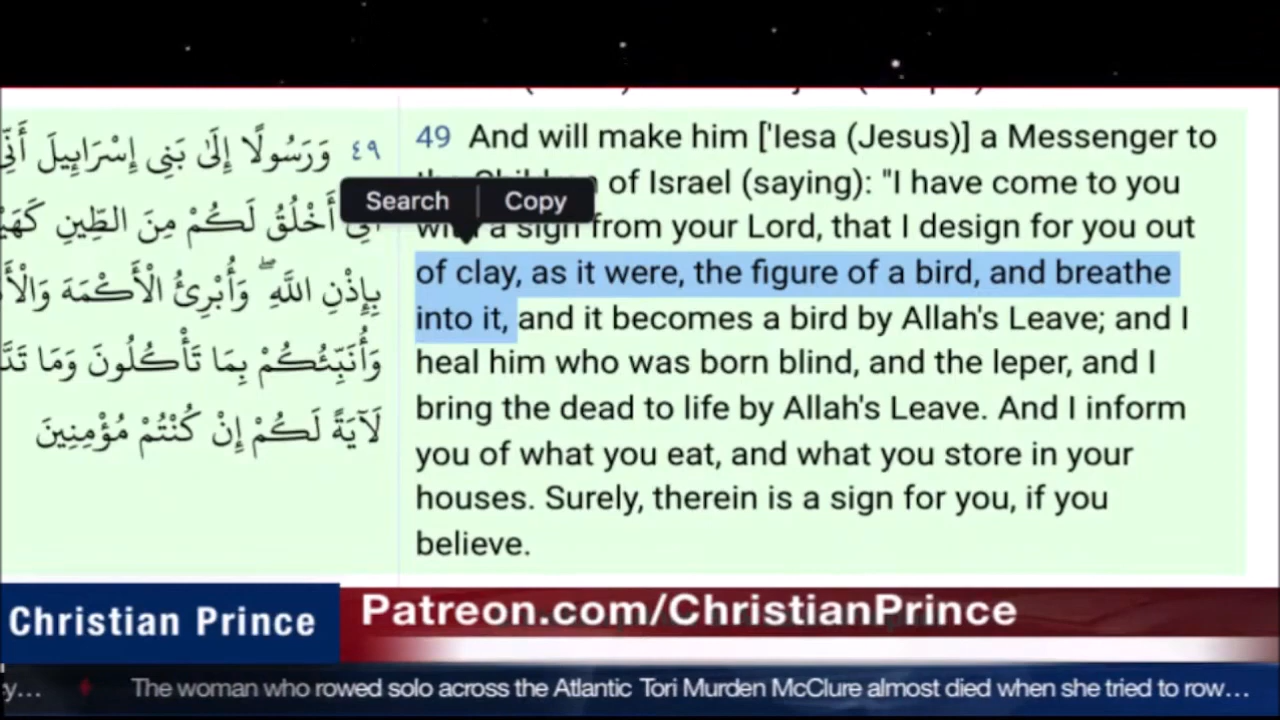 ٤٩ وَرَسُولًا إِلَىٰ بَنِي إِسْرَائِيلَ أَنِّي
أَخْلُقُ لَكُمْ مِنَ الطِّينِ
بِإِذْنِ اللَّهِ ۖ وَأُبْرِئُ الْأَكْمَهَ
وَأُنَبِّئُكُمْ بِمَا تَأْكُلُونَ وَمَا
لَآيَةً لَكُمْ إِنْ كُنْتُمْ مُؤْمِنِينَ
49 And will make him ['Iesa (Jesus)] a Messenger to
of Israel (saying): "I have come to you
Search Copy
a sign from your Lord, that I design for you out
of clay, as it were, the figure of a bird, and breathe
into it, and it becomes a bird by Allah's Leave; and I
heal him who was born blind, and the leper, and I
bring the dead to life by Allah's Leave. And I inform
you of what you eat, and what you store in your
houses. Surely, therein is a sign for you, if you
believe.
Christian Prince
Patreon.com/ChristianPrince
y... The woman who rowed solo across the Atlantic Tori Murden McClure almost died when she tried to row...